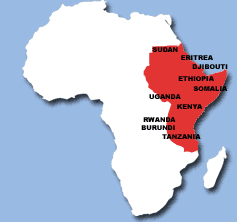 SUDAN
ERITREA
DJIBOUTI
ETHIOPIA
SOMALIA
UGANDA
KENYA
RWANDA
BURUNDI
TANZANIA